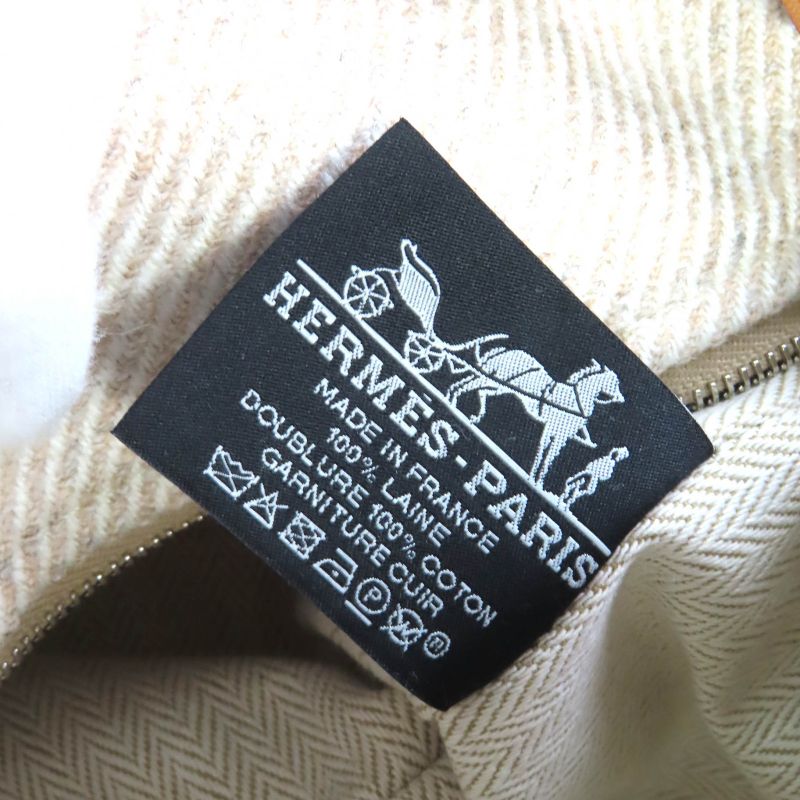 HERMÈS-PARIS
MADE IN FRANCE
100% LAINE
DOUBLURE 100% COTON
GARNITURE CUIR
P W ®